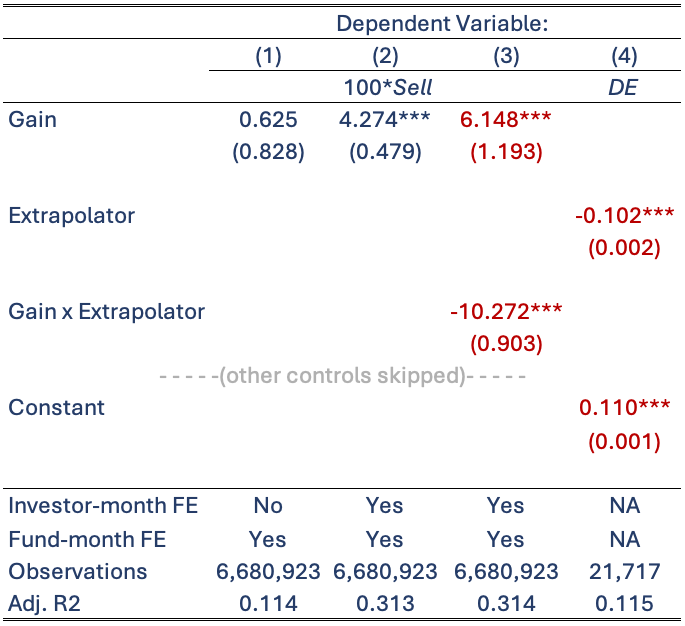 Dependent Variable:
(1) (2) (3) (4)
100*Sell DE
Gain 0.625 4.274*** 6.148***
(0.828) (0.479) (1.193)
Extrapolator -0.102***
(0.002)
Gain x Extrapolator -10.272***
(0.903)
- - - - -(other controls skipped)- - - - -
Constant 0.110***
(0.001)
Investor-month FE No Yes Yes NA
Fund-month FE Yes Yes Yes NA
Observations 6,680,923 6,680,923 6,680,923 21,717
Adj. R2 0.114 0.313 0.314 0.115